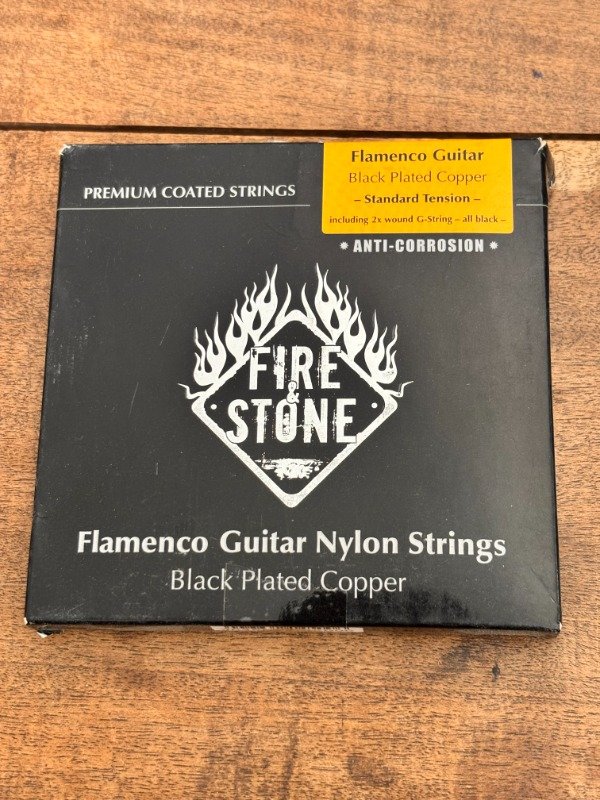 PREMIUM COATED STRINGS
Flamenco Guitar
Black Plated Copper
– Standard Tension –
including 2x wound G-String – all black –
* ANTI-CORROSION *
FIRE
&
STONE
Flamenco Guitar Nylon Strings
Black Plated Copper